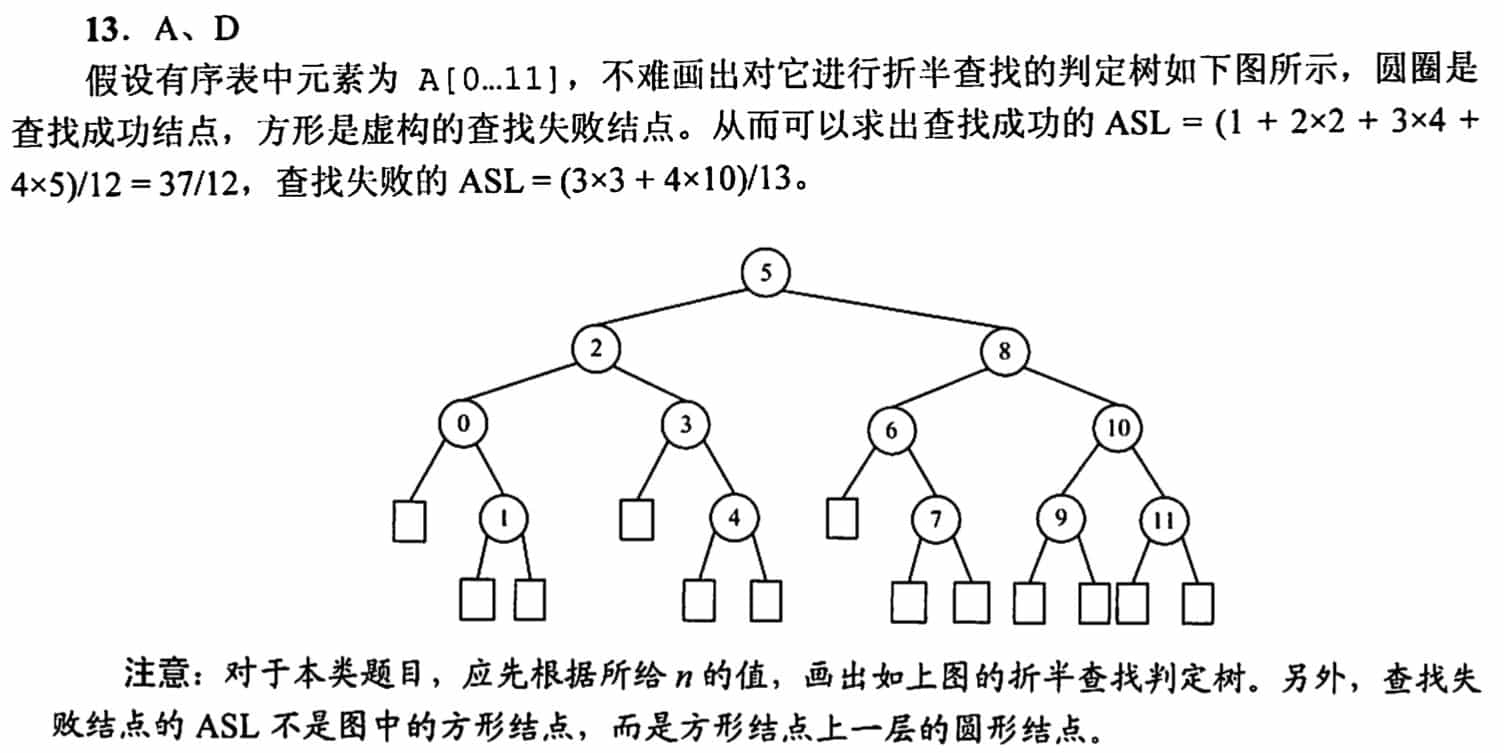 13．A、D
假设有序表中元素为 A[0…11]，不难画出对它进行折半查找的判定树如下图所示，圆圈是
查找成功结点，方形是虚构的查找失败结点。从而可以求出查找成功的 ASL = (1 + 2×2 + 3×4 +
4×5)/12 = 37/12，查找失败的 ASL = (3×3 + 4×10)/13。
5
2 8
0 3 6 10
1 4 7 9 11
注意：对于本类题目，应先根据所给 n 的值，画出如上图的折半查找判定树。另外，查找失
败结点的 ASL 不是图中的方形结点，而是方形结点上一层的圆形结点。